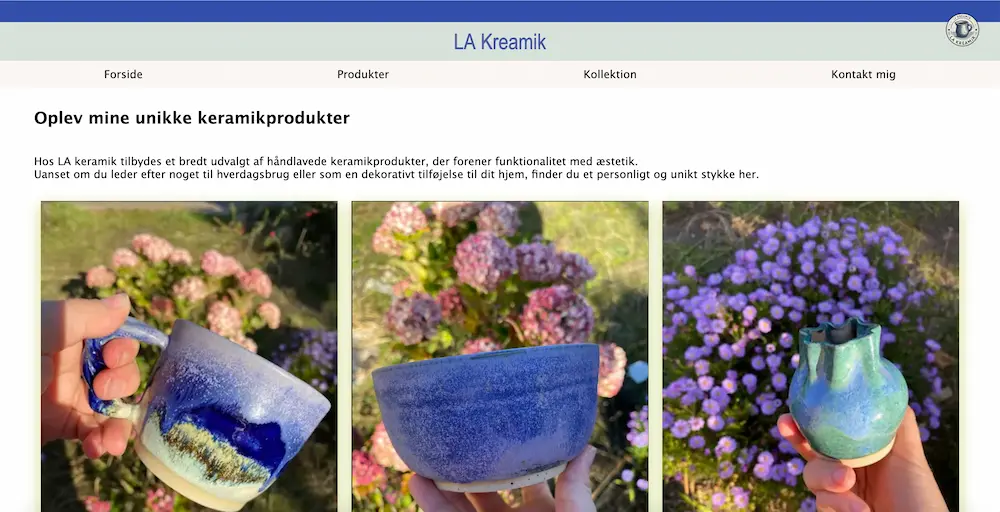 LA Kreamik
LA KREAMIK
Forside
Produkter
Kollektion
Kontakt mig
Oplev mine unikke keramikprodukter
Hos LA keramik tilbydes et bredt udvalgt af håndlavede keramikprodukter, der forener funktionalitet med æstetik.
Uanset om du leder efter noget til hverdagsbrug eller som en dekorativt tilføjelse til dit hjem, finder du et personligt og unikt stykke her.